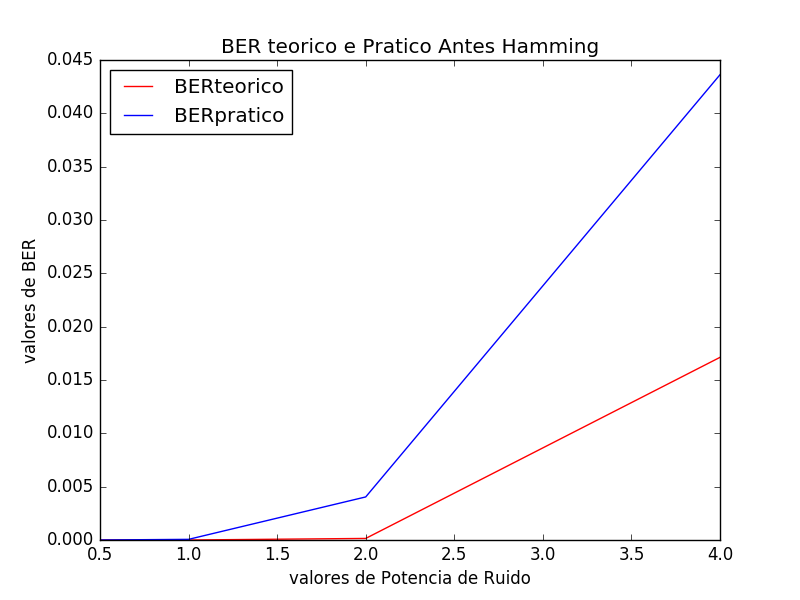 BER teorico e Pratico Antes Hamming
BERteorico
BERpratico
0.045
0.040
0.035
0.030
0.025
0.020
0.015
0.010
0.005
0.000
valores de BER
0.5 1.0 1.5 2.0 2.5 3.0 3.5 4.0
valores de Potencia de Ruido